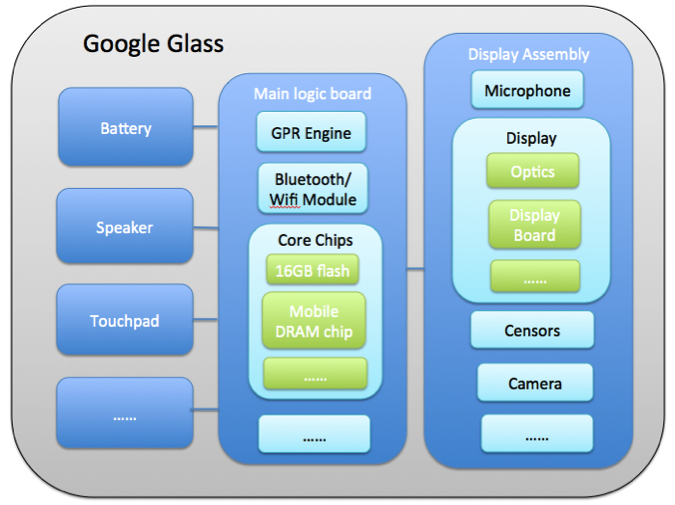 Google Glass
Battery
Speaker
Touchpad
......
Main logic board
GPR Engine
Bluetooth/
Wifi Module
Core Chips
16GB flash
Mobile
DRAM chip
......
......
Display Assembly
Microphone
Display
Optics
Display
Board
......
Censors
Camera
......